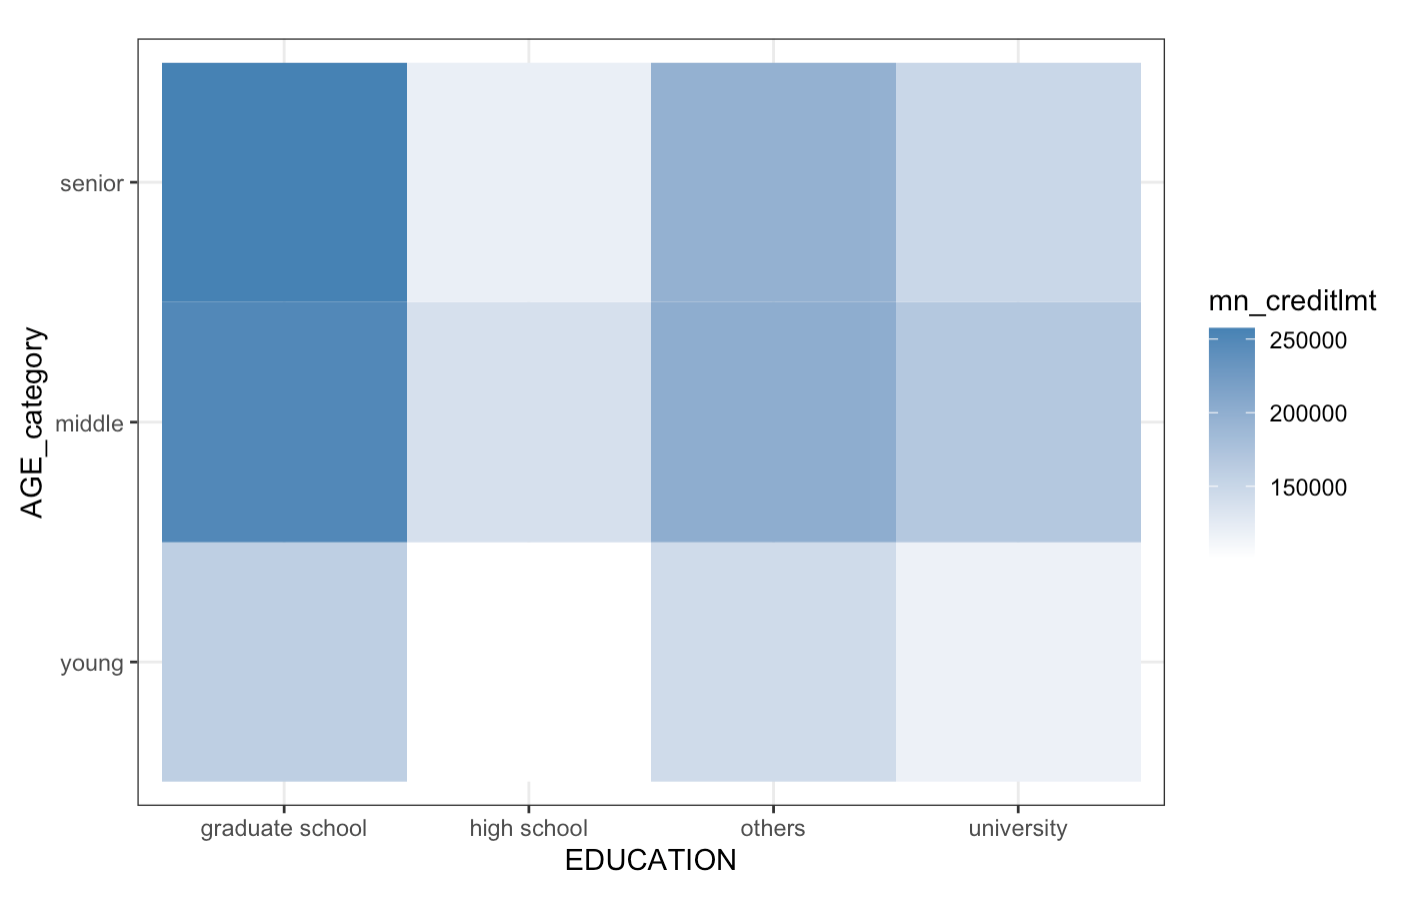 AGE_category
senior
middle
young
graduate school
high school
others
university
EDUCATION
mn_creditlmt
250000
200000
150000